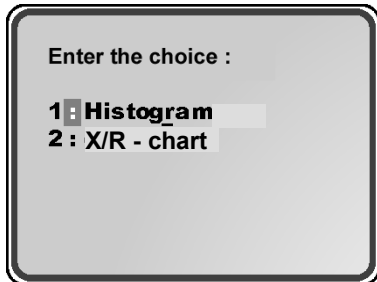 Enter the choice :
1 : Histogram
2 : X/R - chart